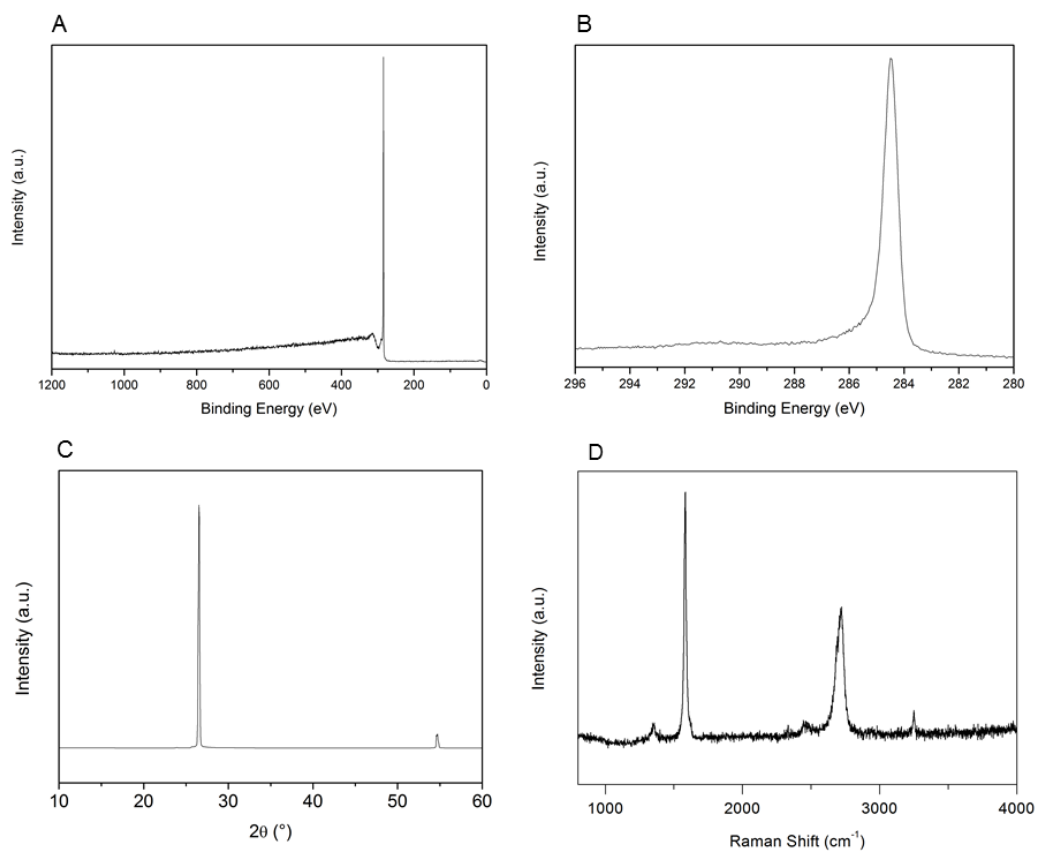 A
Intensity (a.u.)
1200 1000 800 600 400 200 0
Binding Energy (eV)
B
Intensity (a.u.)
296 294 292 290 288 286 284 282 280
Binding Energy (eV)
C
Intensity (a.u.)
10 20 30 40 50 60
2θ (°)
D
Intensity (a.u.)
1000 2000 3000 4000
Raman Shift (cm⁻¹)